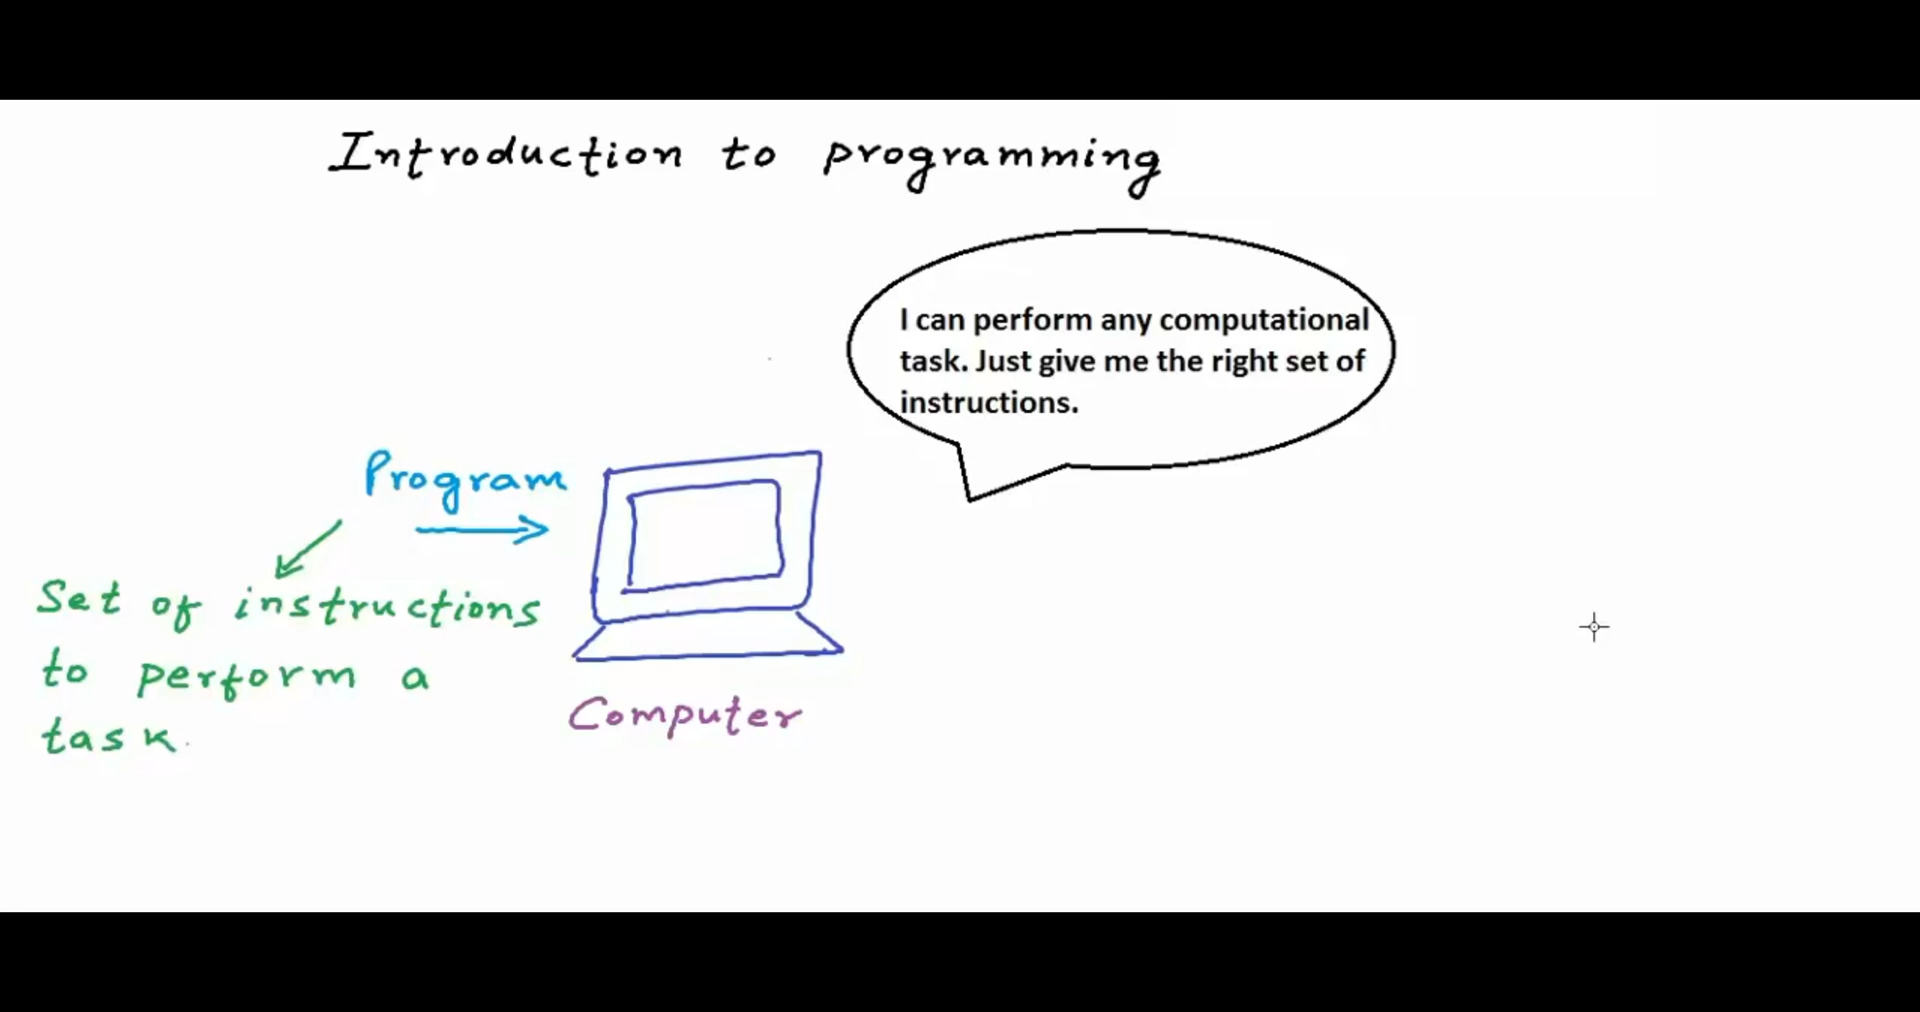 Introduction to programming
I can perform any computational
task. Just give me the right set of
instructions.
Program
Set of instructions
to perform a
task.
Computer